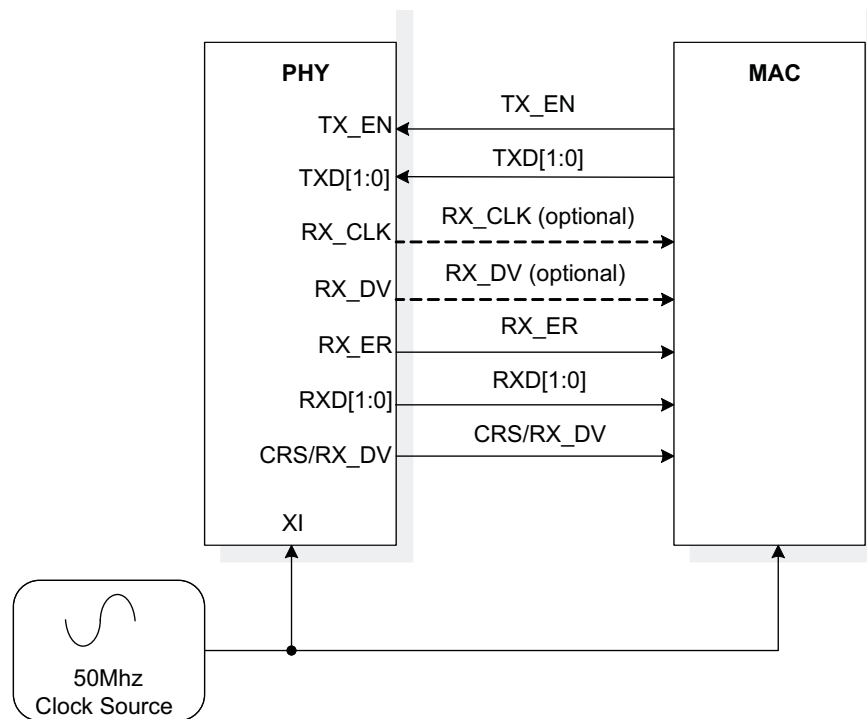 PHY
MAC
TX_EN
TX_EN
TXD[1:0]
TXD[1:0]
RX_CLK
RX_CLK (optional)
RX_DV
RX_DV (optional)
RX_ER
RX_ER
RXD[1:0]
RXD[1:0]
CRS/RX_DV
CRS/RX_DV
XI
50Mhz
Clock Source